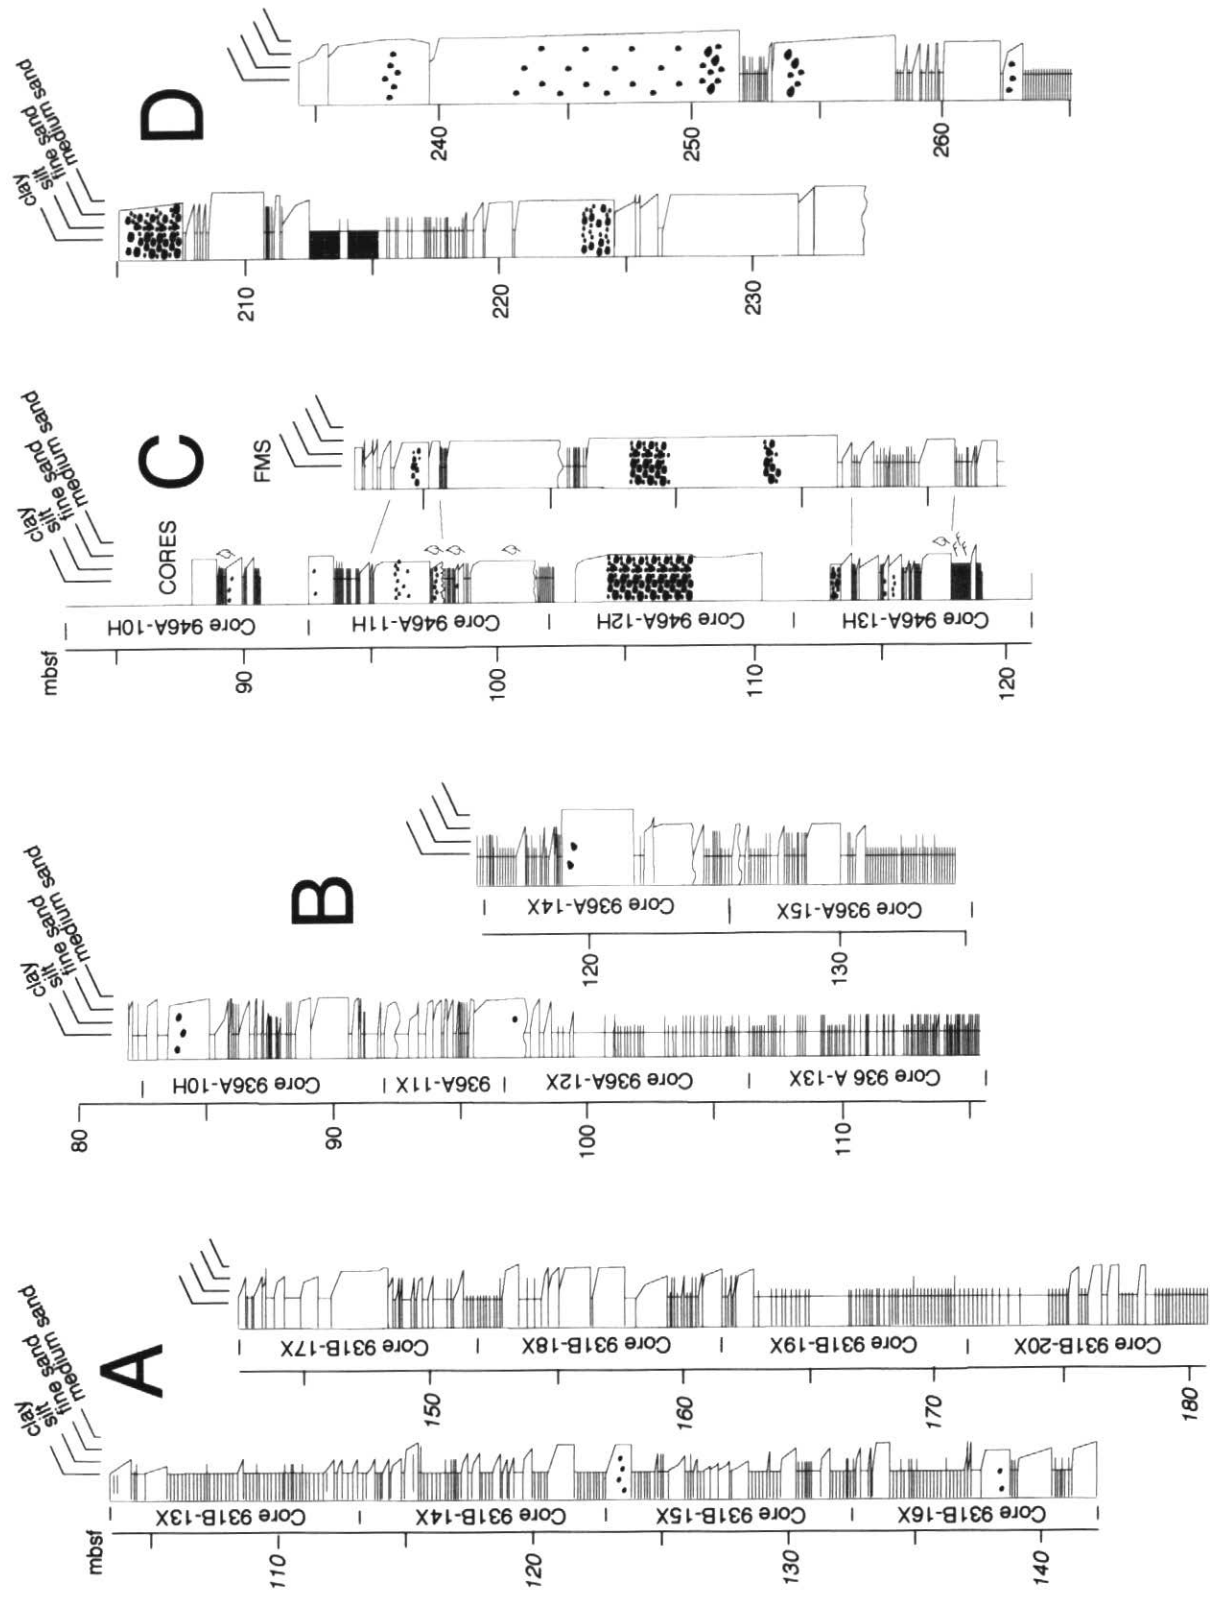 A
mbsf
clay
silt
fine sand
medium sand
Core 931B-13X
Core 931B-14X
Core 931B-15X
Core 931B-16X
110
120
130
140
Core 931B-17X
Core 931B-18X
Core 931B-19X
Core 931B-20X
150
160
170
180
B
clay
silt
fine sand
medium sand
Core 936A-10H
936A-11X
Core 936A-12X
Core 936 A-13X
80
90
100
110
Core 936A-14X
Core 936A-15X
120
130
C
clay
silt
fine sand
medium sand
CORES
FMS
mbsf
Core 946A-10H
Core 946A-11H
Core 946A-12H
Core 946A-13H
90
100
110
120
D
clay
silt
fine sand
medium sand
210
220
230
240
250
260